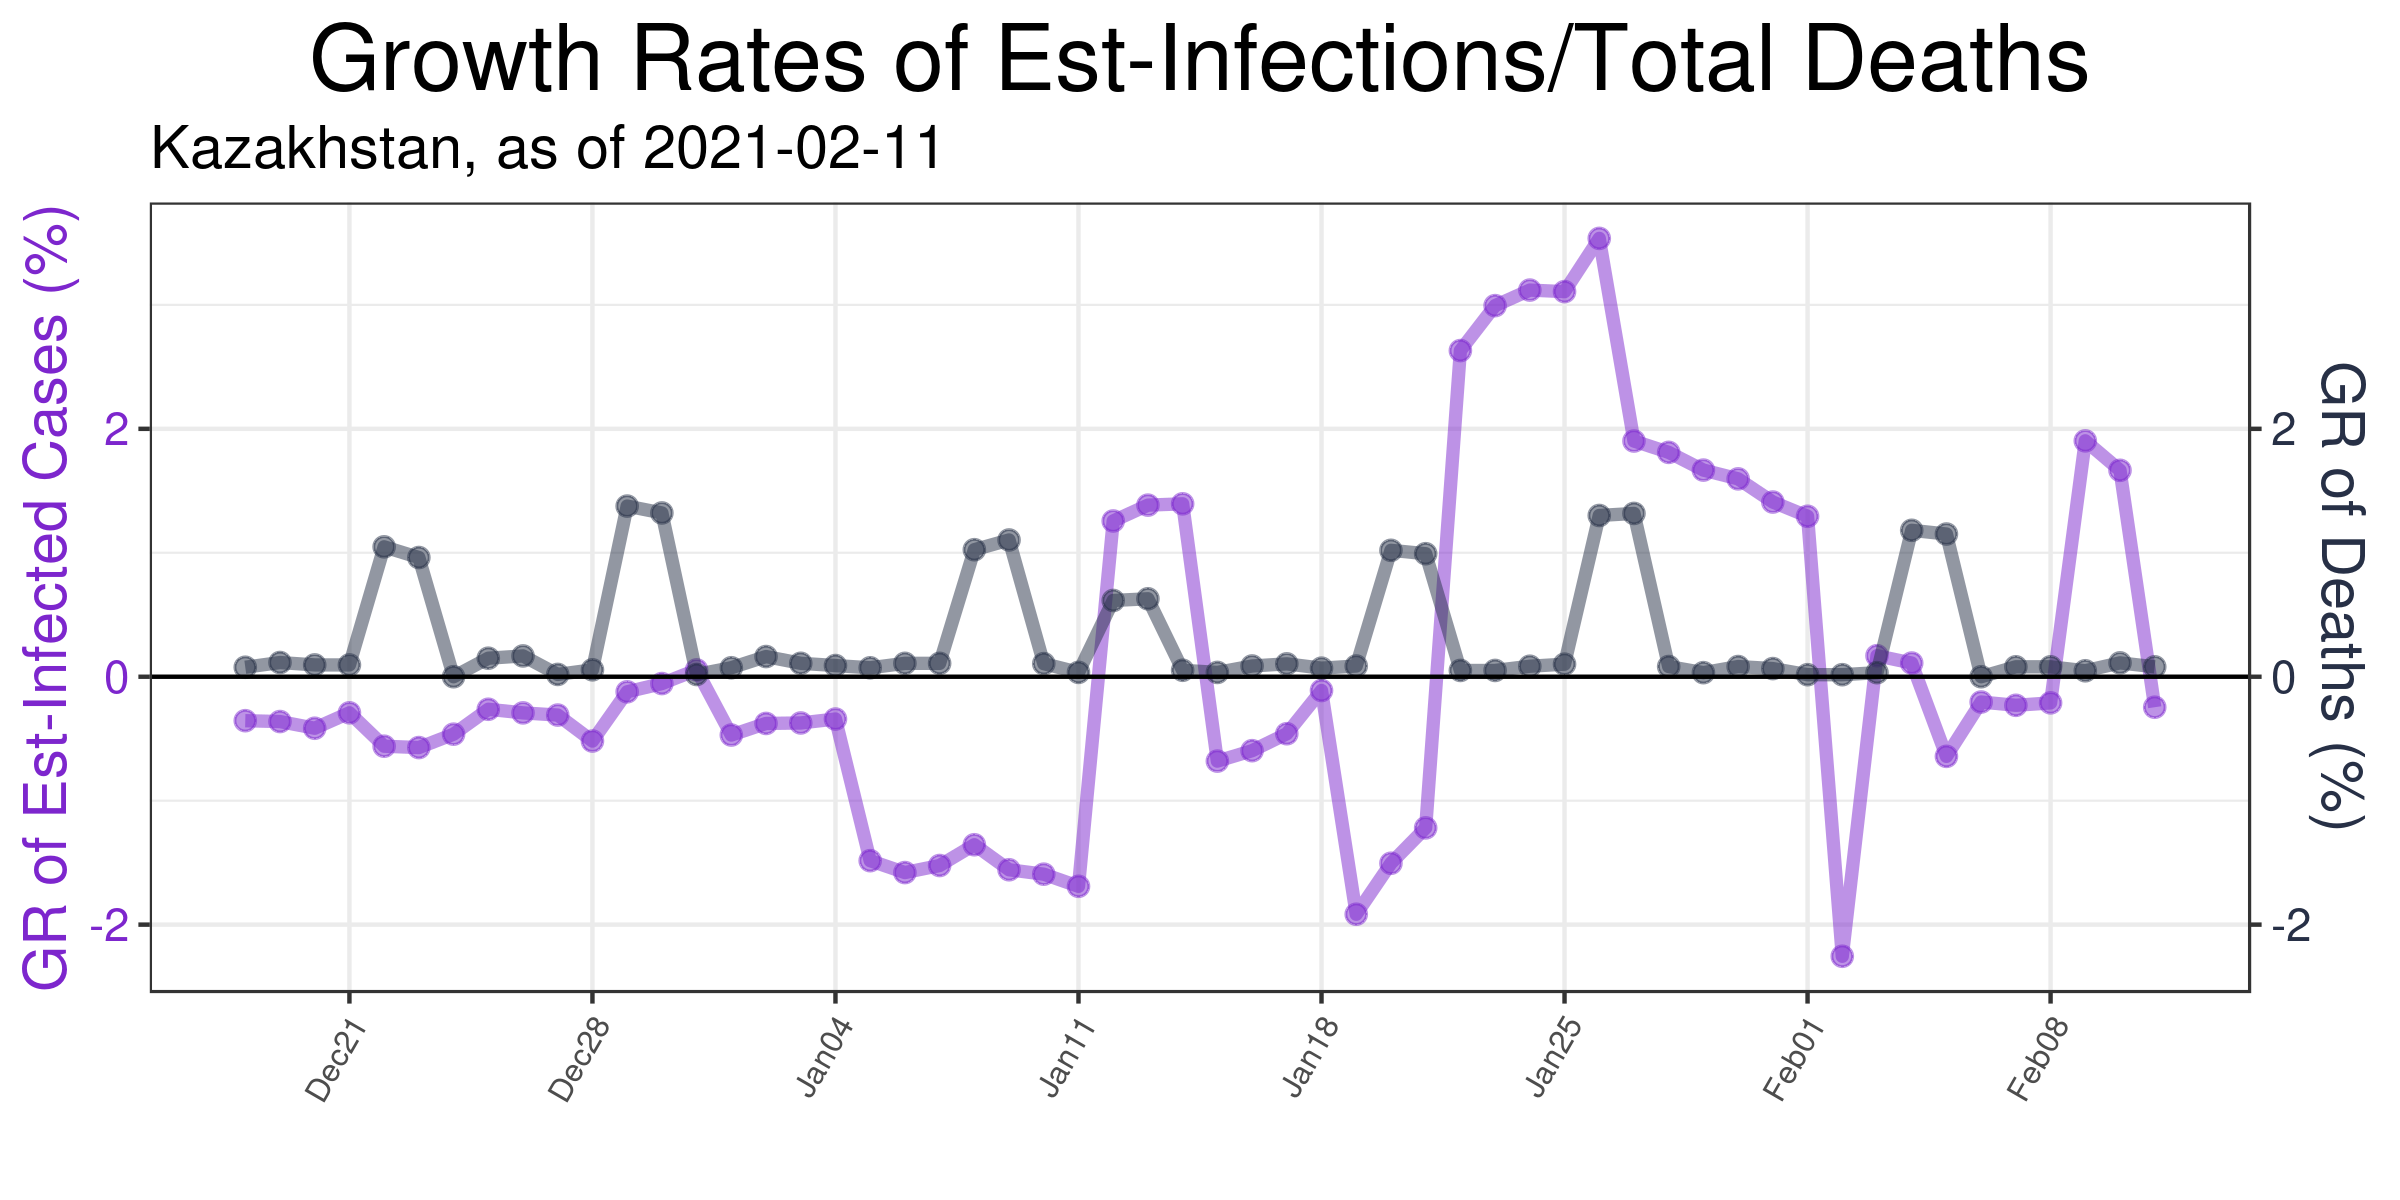 Growth Rates of Est-Infections/Total Deaths
Kazakhstan, as of 2021-02-11
GR of Est-Infected Cases (%)
2
0
-2
2
0
-2
GR of Deaths (%)
Dec21
Dec28
Jan04
Jan11
Jan18
Jan25
Feb01
Feb08